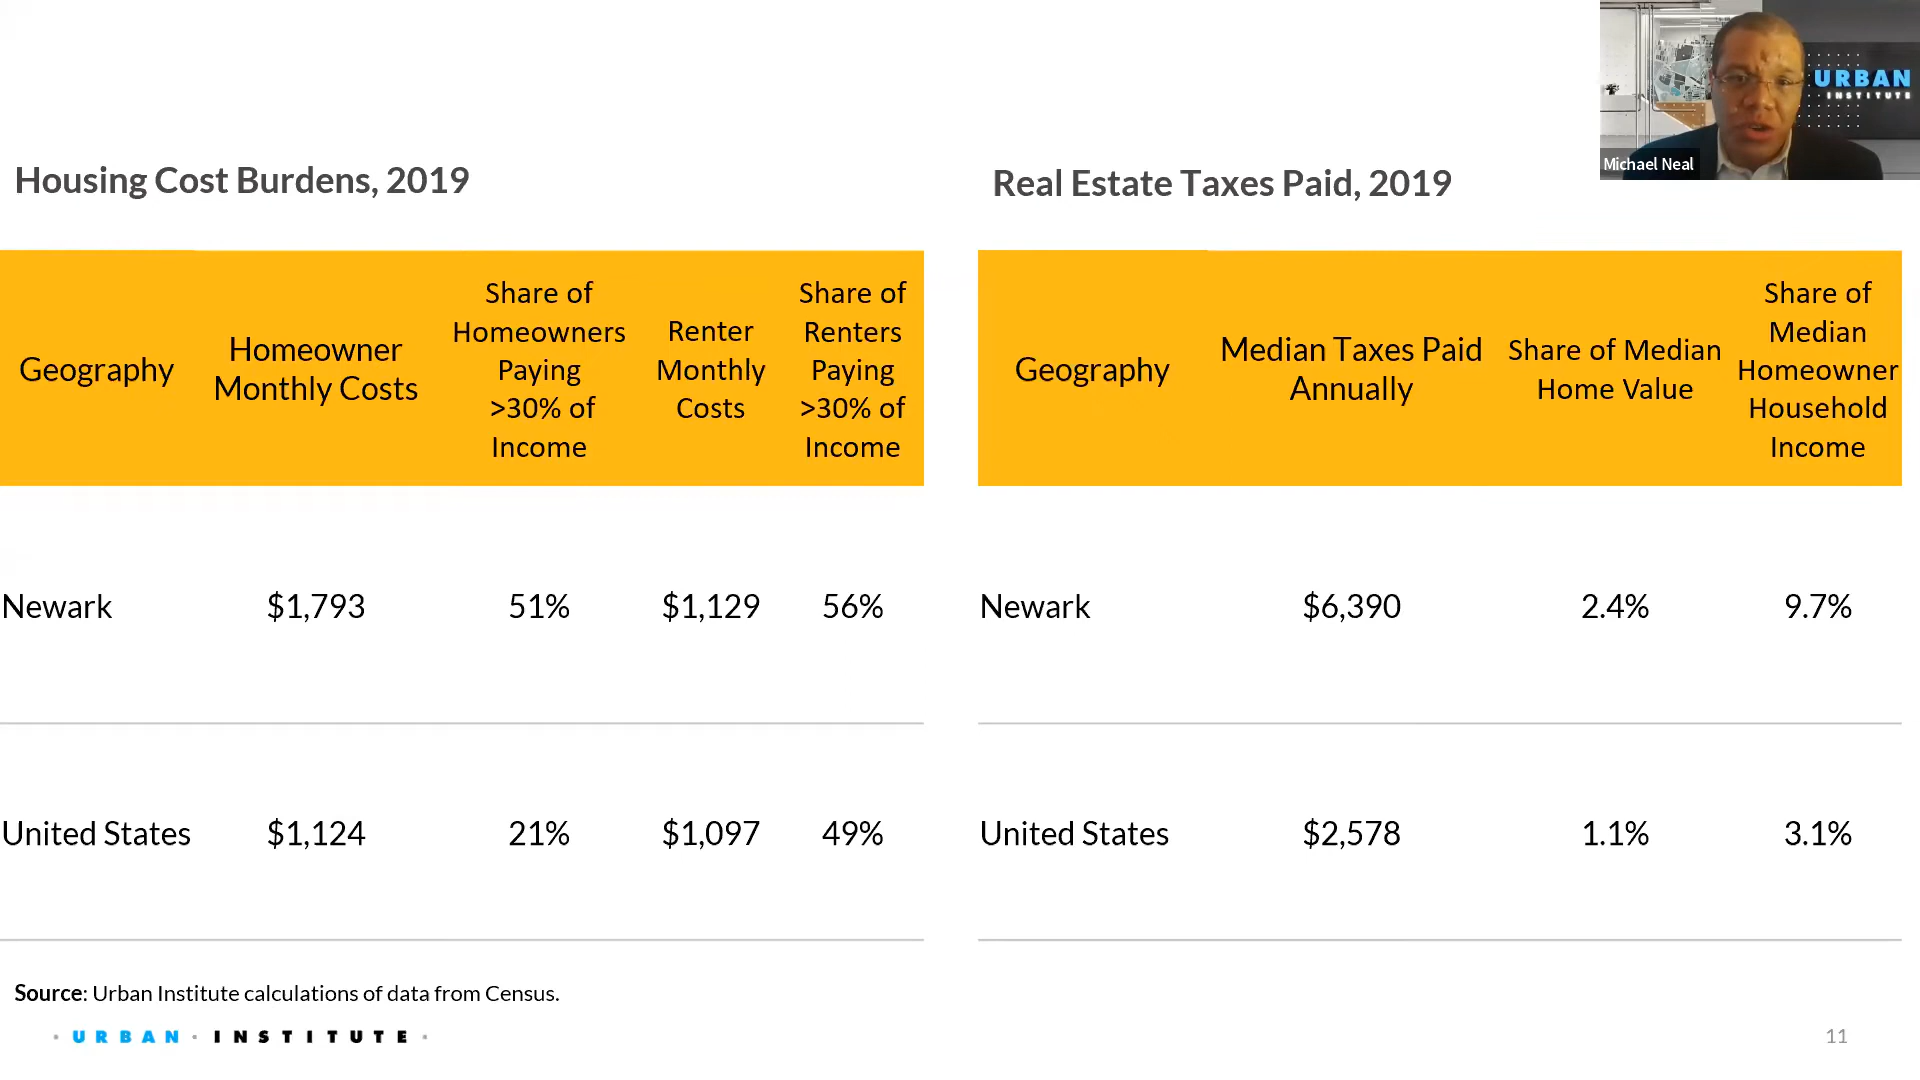 URBAN
INSTITUTE
Michael Neal
Housing Cost Burdens, 2019
Geography
Homeowner
Monthly Costs
Share of
Homeowners
Paying
>30% of
Income
Renter
Monthly
Costs
Share of
Renters
Paying
>30% of
Income
Newark
$1,793
51%
$1,129
56%
United States
$1,124
21%
$1,097
49%
Real Estate Taxes Paid, 2019
Geography
Median Taxes Paid
Annually
Share of Median
Home Value
Share of
Median
Homeowner
Household
Income
Newark
$6,390
2.4%
9.7%
United States
$2,578
1.1%
3.1%
Source: Urban Institute calculations of data from Census.
· URBAN · INSTITUTE ·
11